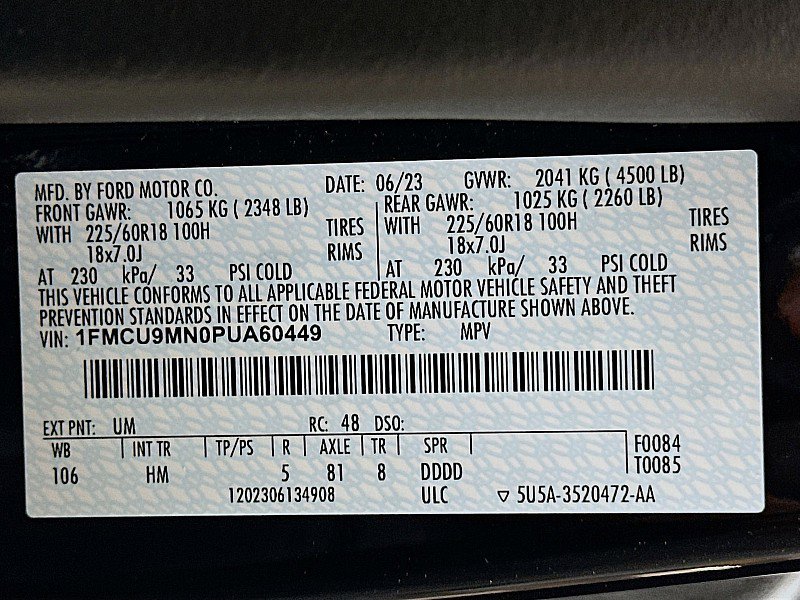 MFD. BY FORD MOTOR CO. DATE: 06/23 GVWR: 2041 KG ( 4500 LB)
FRONT GAWR: 1065 KG ( 2348 LB) REAR GAWR: 1025 KG ( 2260 LB)
WITH 225/60R18 100H TIRES WITH 225/60R18 100H TIRES
18x7.0J RIMS 18x7.0J RIMS
AT 230 kPa/ 33 PSI COLD AT 230 kPa/ 33 PSI COLD
THIS VEHICLE CONFORMS TO ALL APPLICABLE FEDERAL MOTOR VEHICLE SAFETY AND THEFT
PREVENTION STANDARDS IN EFFECT ON THE DATE OF MANUFACTURE SHOWN ABOVE.
VIN: 1FMCU9MN0PUA60449 TYPE: MPV
EXT PNT: UM RC: 48 DSO:
WB INT TR TP/PS R AXLE TR SPR F0084
106 HM 5 81 8 DDDD T0085
1202306134908 ULC ▽ 5U5A-3520472-AA